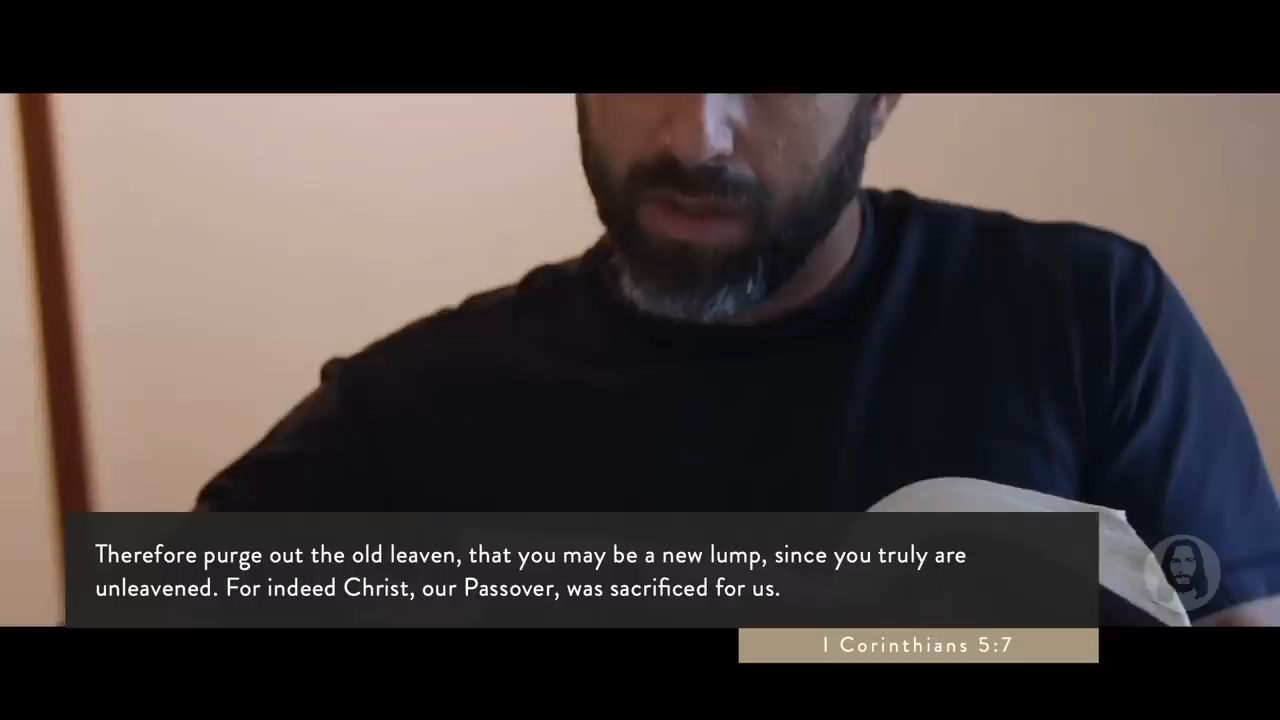 Therefore purge out the old leaven, that you may be a new lump, since you truly are
unleavened. For indeed Christ, our Passover, was sacrificed for us.
I Corinthians 5:7